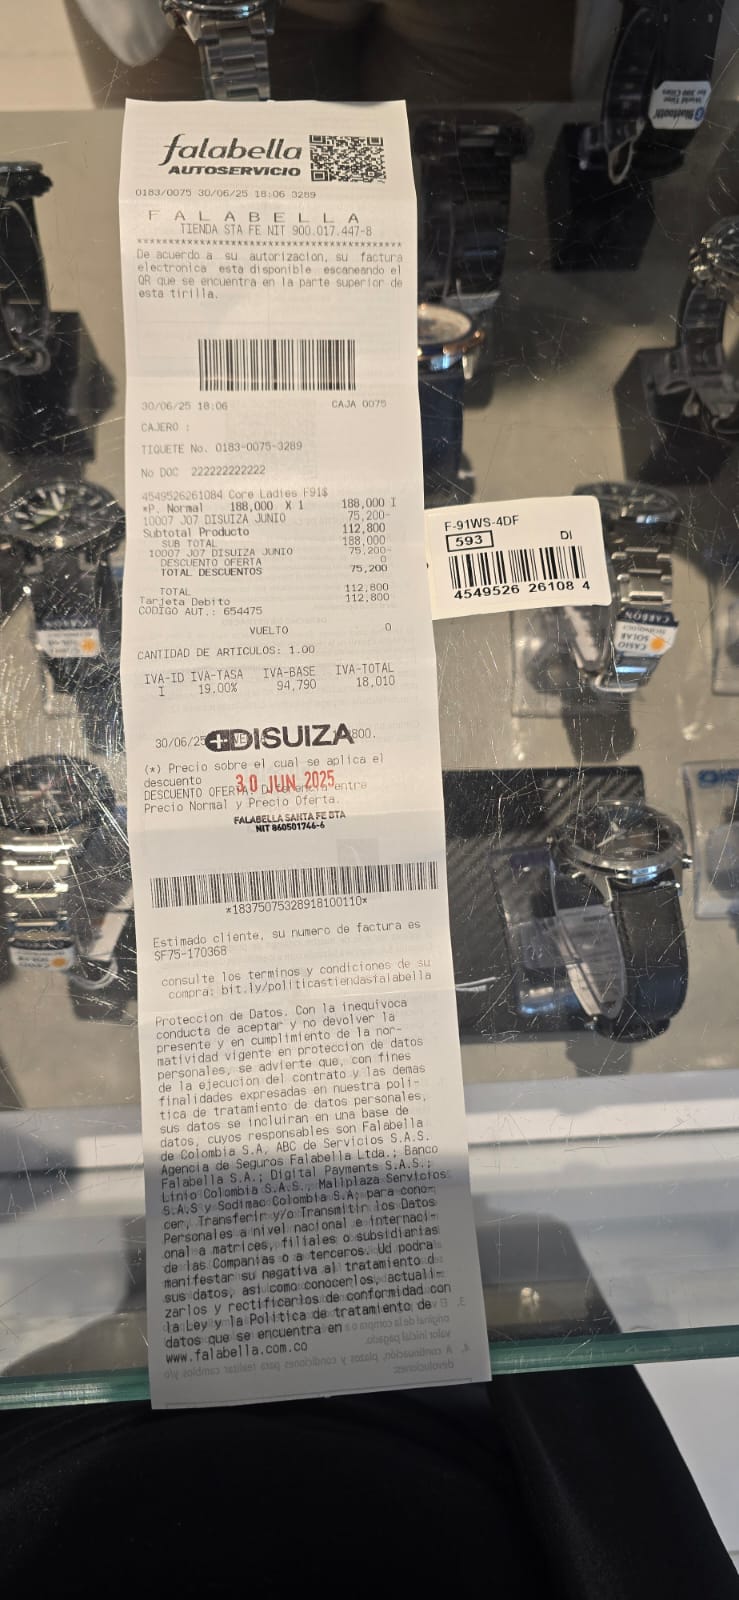 falabella
AUTOSERVICIO
0183/0075 30/06/25 18:06 3289
F A L A B E L L A
TIENDA STA FE NIT 900.017.447-8
******************************************
De acuerdo a su autorizacion, su factura
electronica esta disponible escaneando el
QR que se encuentra en la parte superior de
esta tirilla.
30/06/25 18:06 CAJA 0075
CAJERO :
TIQUETE No. 0183-0075-3289
No DOC 222222222222
4549526261084 Core Ladies F91$
*P. Normal 188,000 X 1 188,000 I
10007 J07 DISUIZA JUNIO 75,200-
Subtotal Producto 112,800
SUB TOTAL 188,000
10007 J07 DISUIZA JUNIO 75,200-
DESCUENTO OFERTA 0
TOTAL DESCUENTOS 75,200
TOTAL 112,800
Tarjeta Debito 112,800
CODIGO AUT.: 654475
VUELTO 0
CANTIDAD DE ARTICULOS: 1.00
IVA-ID IVA-TASA IVA-BASE IVA-TOTAL
I 19.00% 94,790 18,010
30/06/25
DISUIZA
800.
(*) Precio sobre el cual se aplica el
descuento
30 JUN 2025
DESCUENTO OFERTA: Diferencia entre
Precio Normal y Precio Oferta.
FALABELLA SANTA FE BTA
NIT 860501746-6
*18375075328918100110*
Estimado cliente, su numero de factura es
SF75-170368
consulte los terminos y condiciones de su
compra: bit.ly/politicastiendasfalabella
Proteccion de Datos. Con la inequivoca
conducta de aceptar y no devolver la
presente y en cumplimiento de la nor-
matividad vigente en proteccion de datos
personales, se advierte que, con fines
de la ejecucion del contrato y las demas
finalidades expresadas en nuestra poli-
tica de tratamiento de datos personales,
sus datos se incluiran en una base de
datos, cuyos responsables son Falabella
de Colombia S.A, ABC de Servicios S.A.S.
Agencia de Seguros Falabella Ltda.; Banco
Falabella S.A.; Digital Payments S.A.S.;
Linio Colombia S.A.S., Mallplaza Servicios
S.A.S y Sodimac Colombia S.A; para cono-
cer, Transferir y/o Transmitir los Datos
Personales a nivel nacional e internaci-
onal a matrices, filiales o subsidiarias
de las Companias o a terceros. Ud podra
manifestar su negativa al tratamiento d
sus datos, asi como conocerlos, actuali-
zarlos y rectificarlos de conformidad con
la Ley y la Politica de tratamiento de
datos que se encuentra en
www.falabella.com.co
F-91WS-4DF
593 DI
4549526 26108 4
Bluetooth
CARBON
CASIO
SOLAR